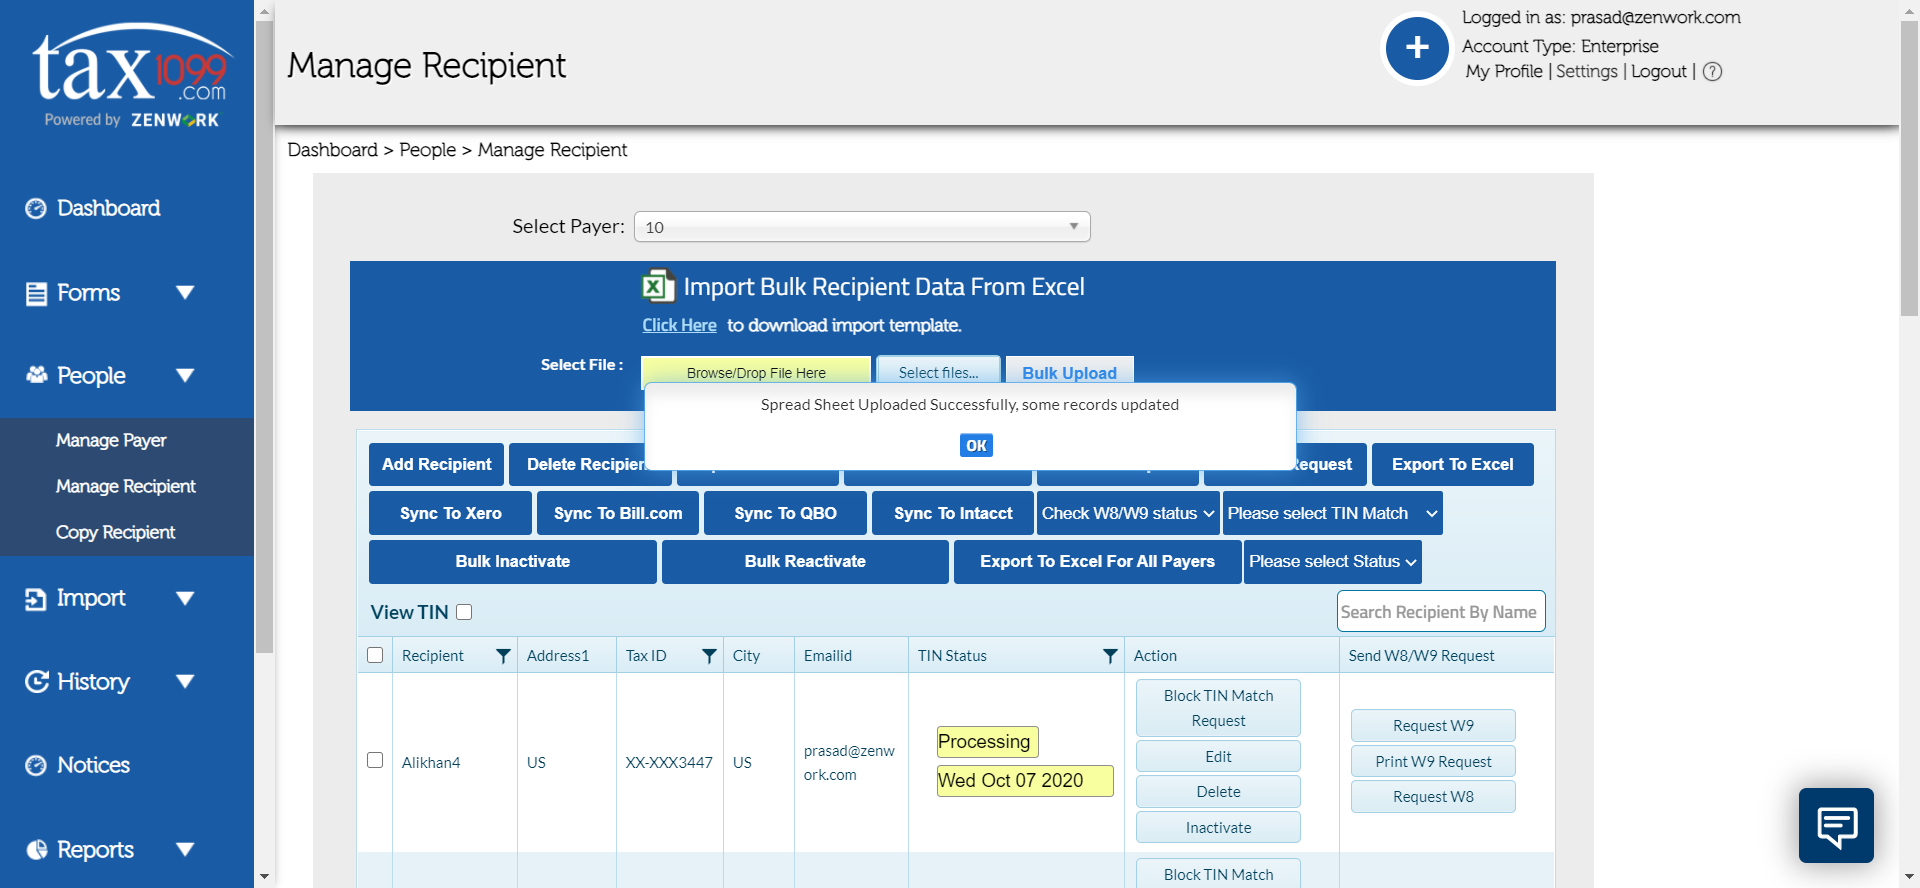 tax1099
.com
Powered by ZENWORK
Dashboard
Forms
People
Manage Payer
Manage Recipient
Copy Recipient
Import
History
Notices
Reports
Manage Recipient
+
Logged in as: prasad@zenwork.com
Account Type: Enterprise
My Profile | Settings | Logout | ?
Dashboard > People > Manage Recipient
Select Payer: 10
Import Bulk Recipient Data From Excel
Click Here to download import template.
Select File : Browse/Drop File Here Select files... Bulk Upload
Spread Sheet Uploaded Successfully, some records updated
OK
Add Recipient Delete Recipien equest Export To Excel
Sync To Xero Sync To Bill.com Sync To QBO Sync To Intacct Check W8/W9 status Please select TIN Match
Bulk Inactivate Bulk Reactivate Export To Excel For All Payers Please select Status
View TIN Search Recipient By Name
Recipient Address1 Tax ID City Emailid TIN Status Action Send W8/W9 Request
Alikhan4 US XX-XXX3447 US
prasad@zenw
ork.com
Processing
Wed Oct 07 2020
Block TIN Match
Request
Edit
Delete
Inactivate
Request W9
Print W9 Request
Request W8
Block TIN Match